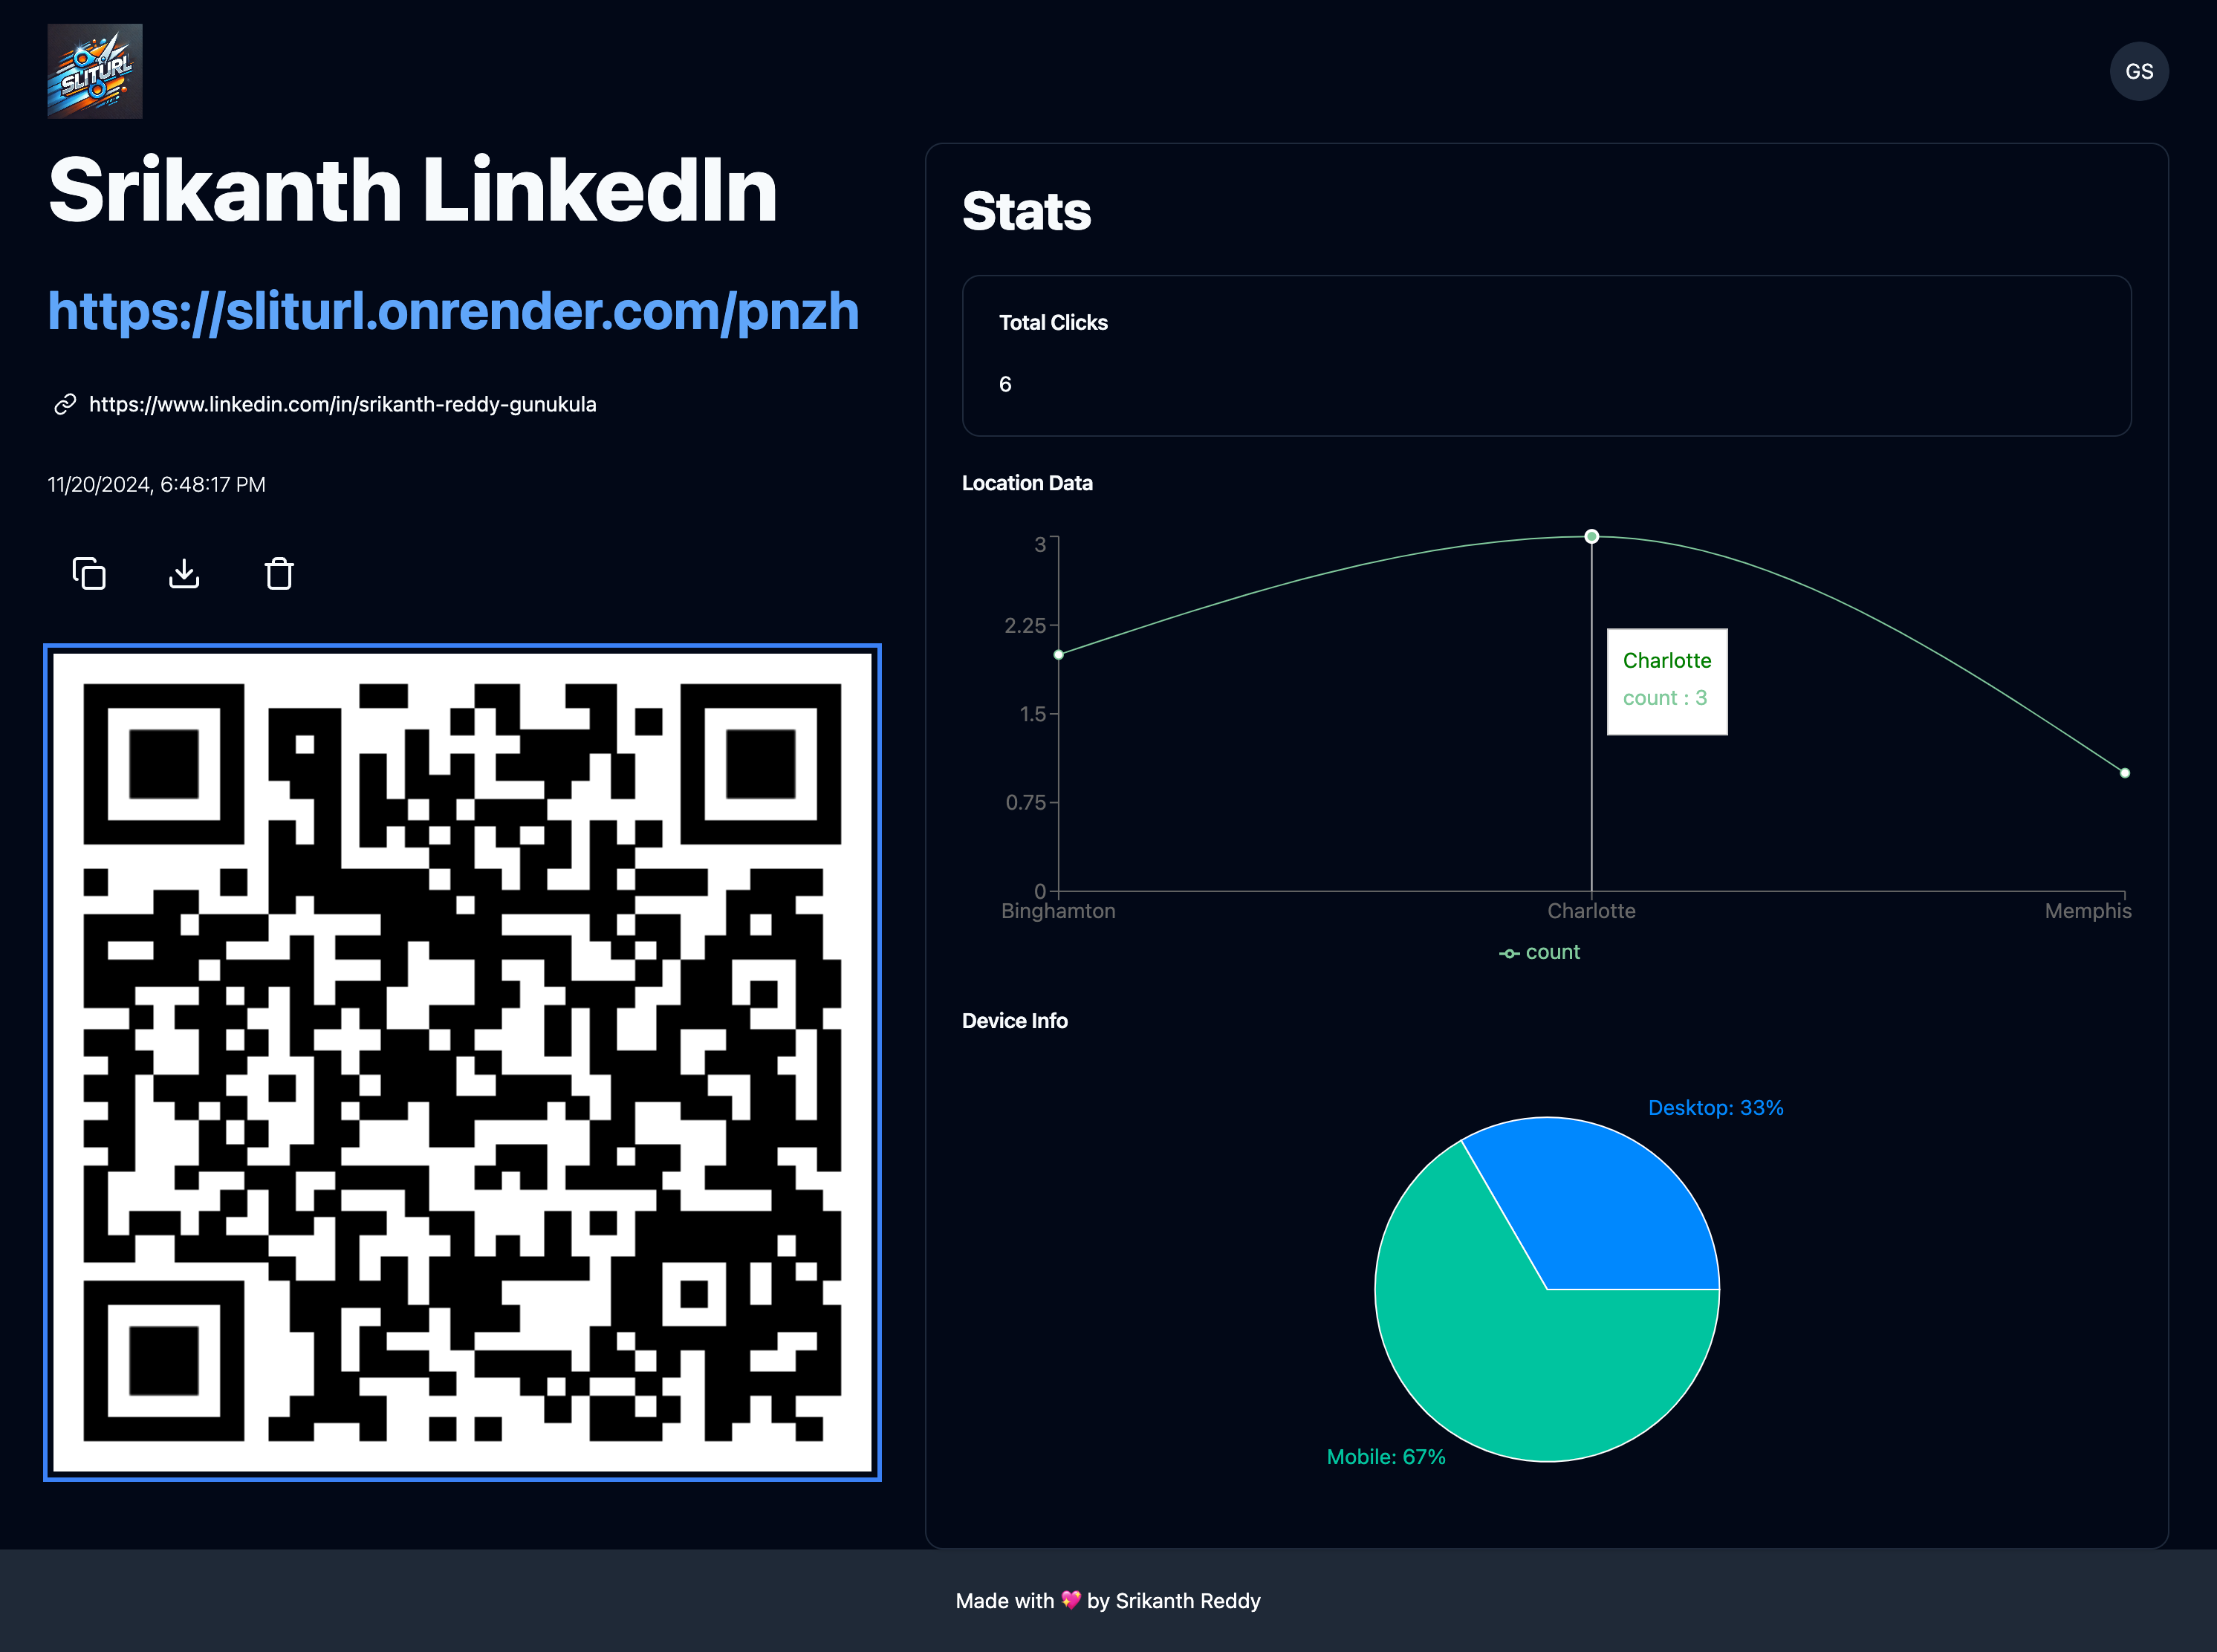 SLITURL
GS
Srikanth LinkedIn
https://sliturl.onrender.com/pnzh
https://www.linkedin.com/in/srikanth-reddy-gunukula
11/20/2024, 6:48:17 PM
Stats
Total Clicks
6
Location Data
3
2.25
1.5
0.75
0
Charlotte
count : 3
Binghamton
Charlotte
Memphis
count
Device Info
Desktop: 33%
Mobile: 67%
Made with 💖 by Srikanth Reddy